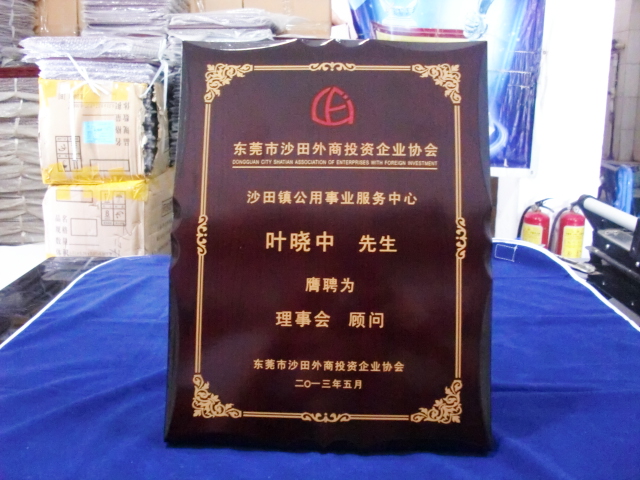 东莞市沙田外商投资企业协会
DONGGUAN CITY SHATIAN ASSOCIATION OF ENTERPRISES WITH FOREIGN INVESTMENT
沙田镇公用事业服务中心
叶晓中 先生
膺聘为
理事会 顾问
东莞市沙田外商投资企业协会
二〇一三年五月